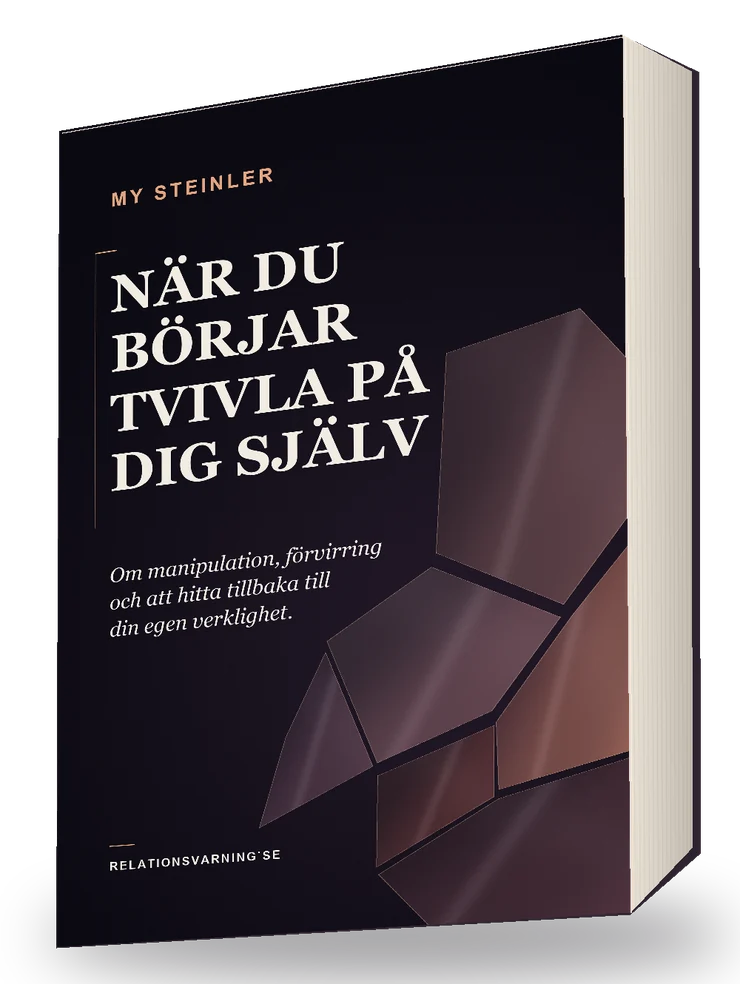 MY STEINLER
NÄR DU
BÖRJAR
TVIVLA PÅ
DIG SJÄLV
Om manipulation, förvirring
och att hitta tillbaka till
din egen verklighet.
RELATIONSVARNING·SE